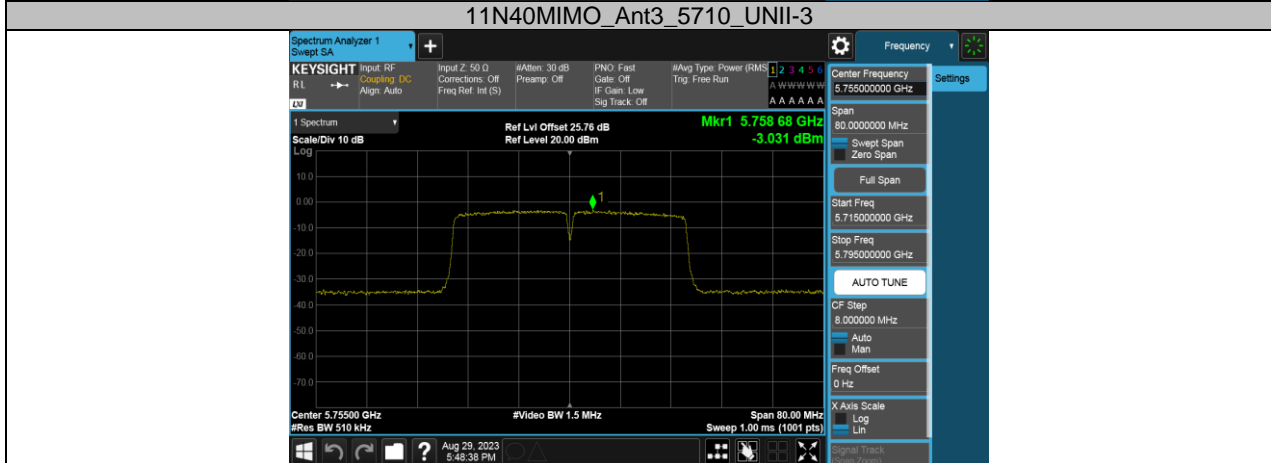 11N40MIMO_Ant3_5710_UNII-3
Spectrum Analyzer 1
Swept SA
+
Frequency
KEYSIGHT
RL
LXI
Input: RF
Coupling: DC
Align: Auto
Input Z: 50 Ω
Corrections: Off
Freq Ref: Int (S)
#Atten: 30 dB
Preamp: Off
PNO: Fast
Gate: Off
IF Gain: Low
Sig Track: Off
#Avg Type: Power (RMS
Trig: Free Run
1 2 3 4 5 6
A W W W W W
A A A A A A
1 Spectrum
Scale/Div 10 dB
Log
Ref Lvl Offset 25.76 dB
Ref Level 20.00 dBm
Mkr1 5.758 68 GHz
-3.031 dBm
10.0
0.00
-10.0
-20.0
-30.0
-40.0
-50.0
-60.0
-70.0
1
Center 5.75500 GHz
#Res BW 510 kHz
#Video BW 1.5 MHz
Span 80.00 MHz
Sweep 1.00 ms (1001 pts)
?
Aug 29, 2023
5:48:38 PM
Center Frequency
5.755000000 GHz
Settings
Span
80.0000000 MHz
Swept Span
Zero Span
Full Span
Start Freq
5.715000000 GHz
Stop Freq
5.795000000 GHz
AUTO TUNE
CF Step
8.000000 MHz
Auto
Man
Freq Offset
0 Hz
X Axis Scale
Log
Lin
Signal Track
(Span Zoom)